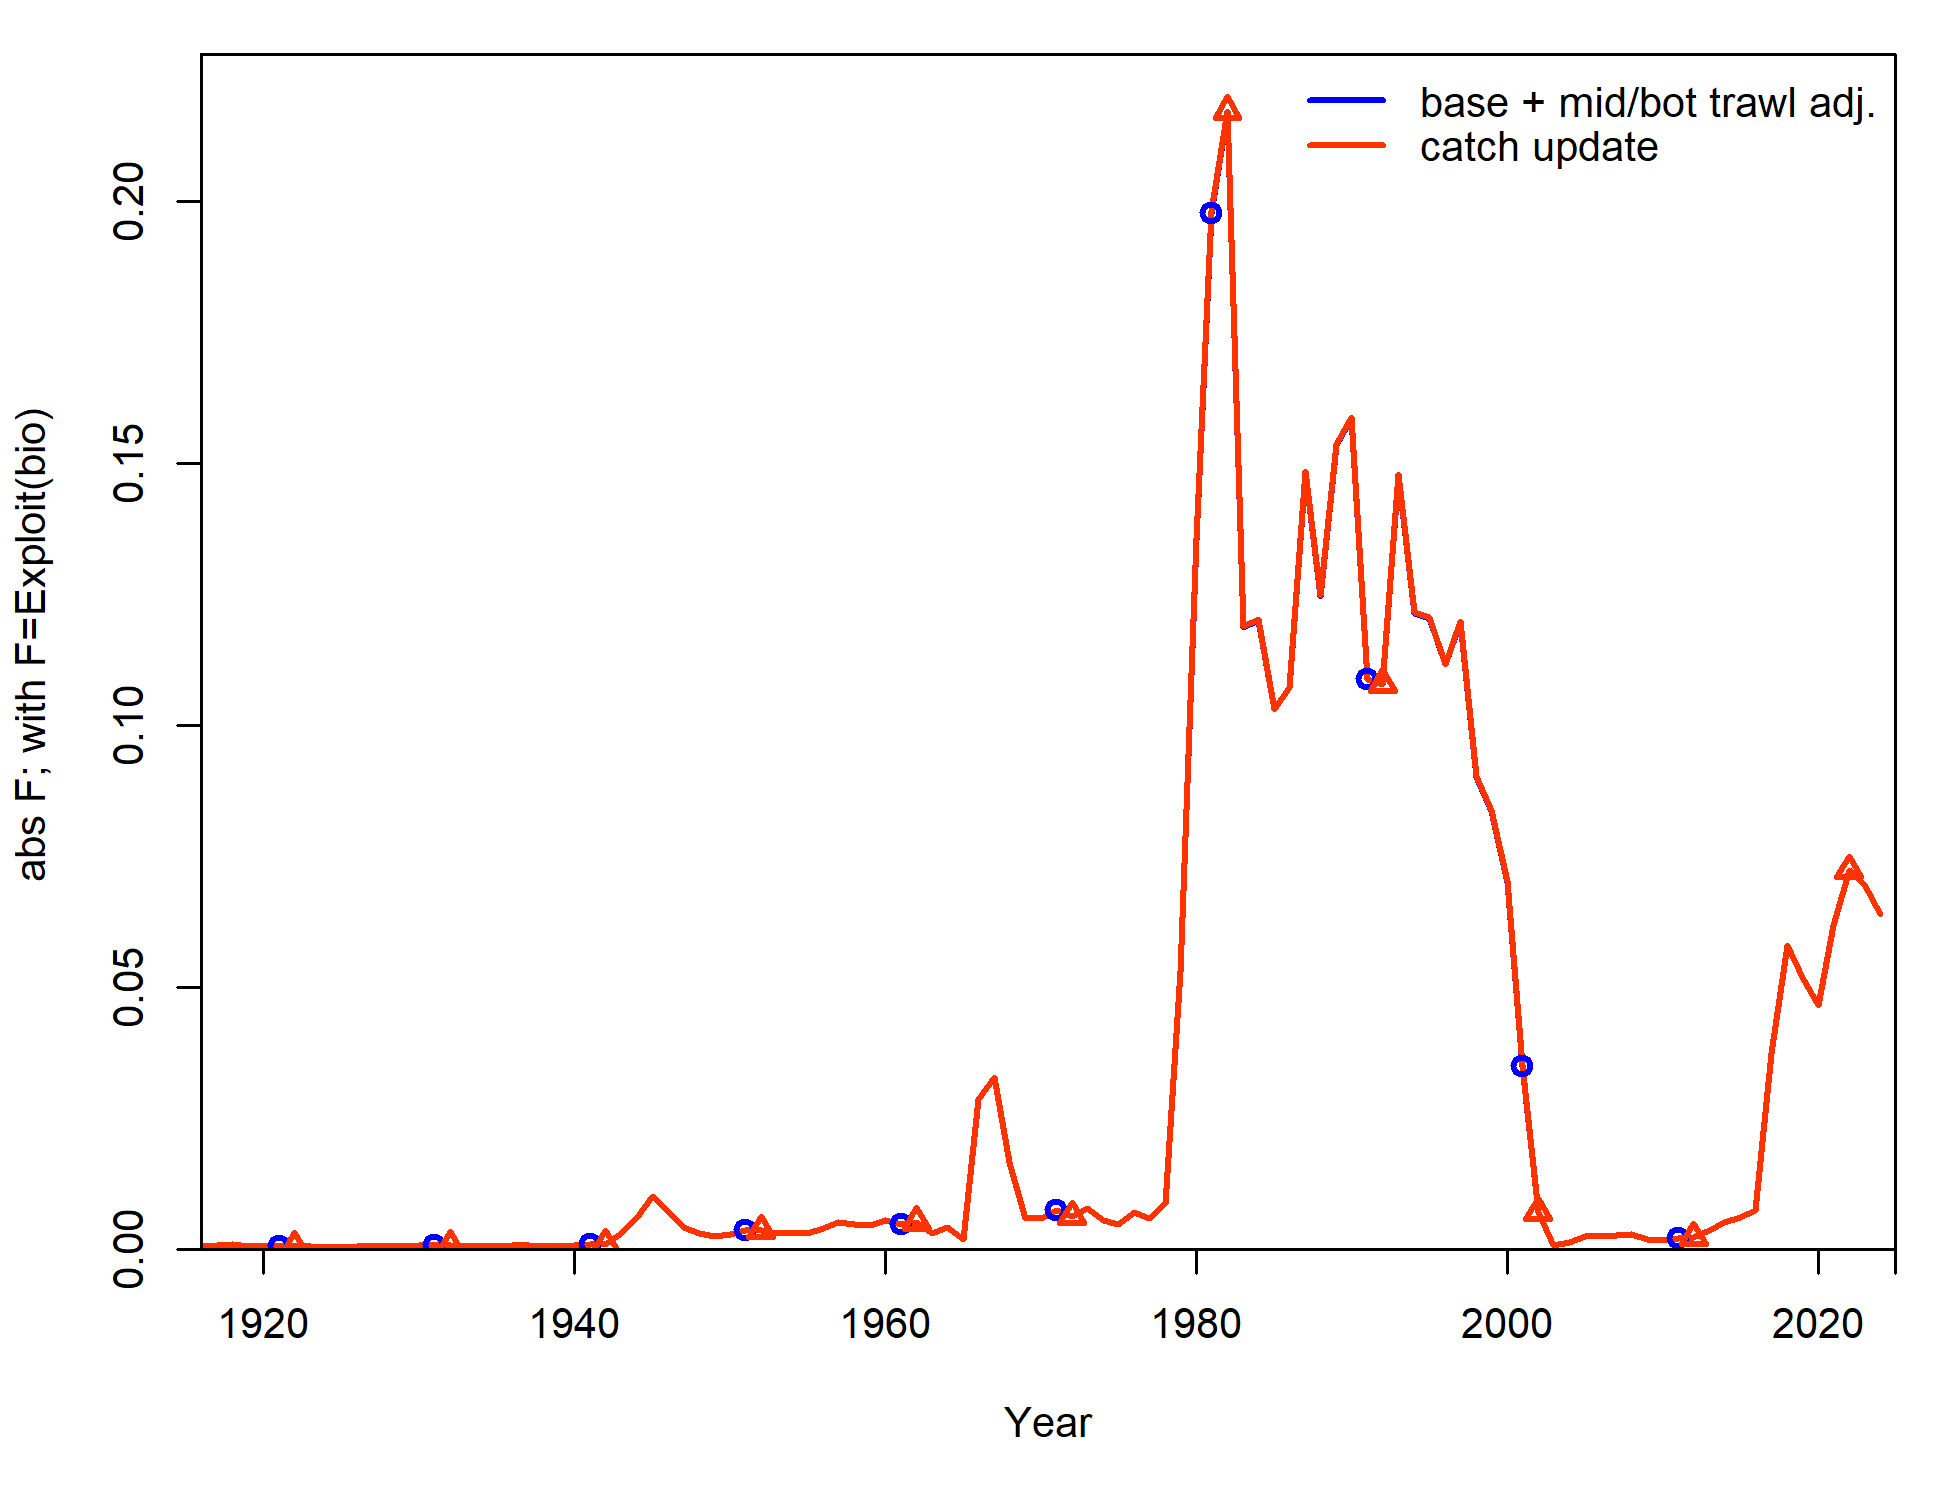 base + mid/bot trawl adj.
catch update
abs F; with F=Exploit(bio)
0.20
0.15
0.10
0.05
0.00
1920 1940 1960 1980 2000 2020
Year